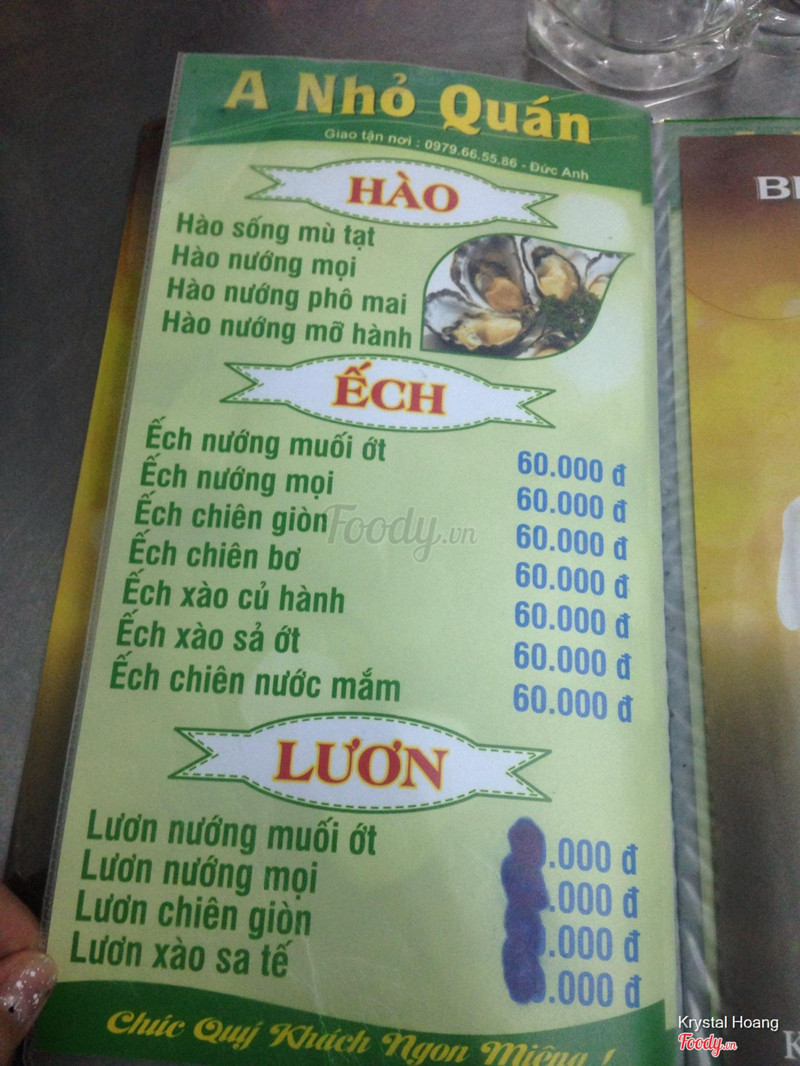 A Nhỏ Quán
Giao tận nơi : 0979.66.55.86 - Đức Anh
HÀO
Hào sống mù tạt
Hào nướng mọi
Hào nướng phô mai
Hào nướng mỡ hành
ẾCH
Ếch nướng muối ớt 60.000 đ
Ếch nướng mọi 60.000 đ
Ếch chiên giòn 60.000 đ
Ếch chiên bơ 60.000 đ
Ếch xào củ hành 60.000 đ
Ếch xào sả ớt 60.000 đ
Ếch chiên nước mắm 60.000 đ
Foody.vn
LƯƠN
Lươn nướng muối ớt .000 đ
Lươn nướng mọi .000 đ
Lươn chiên giòn .000 đ
Lươn xào sa tế .000 đ
Chúc Quý Khách Ngon Miệng !
Krystal Hoang
Foody.vn